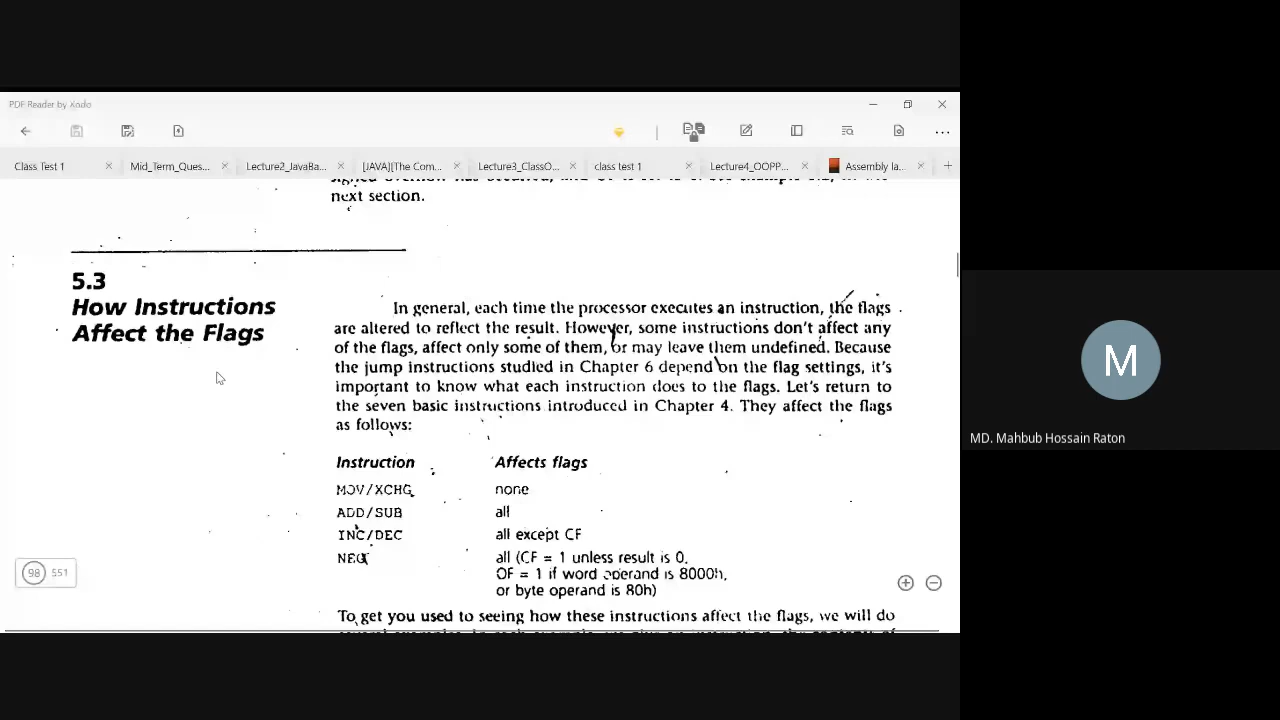 PDF Reader by Xodo
Class Test 1
Mid_Term_Ques...
Lecture2_JavaBa...
[JAVA][The Com...
Lecture3_ClassO...
class test 1
Lecture4_OOPP...
Assembly la...
next section.
5.3
How Instructions
Affect the Flags
In general, each time the processor executes an instruction, the flags
are altered to reflect the result. However, some instructions don't affect any
of the flags, affect only some of them, or may leave them undefined. Because
the jump instructions studied in Chapter 6 depend on the flag settings, it's
important to know what each instruction does to the flags. Let's return to
the seven basic instructions introduced in Chapter 4. They affect the flags
as follows:
Instruction Affects flags
MOV/XCHG none
ADD/SUB all
INC/DEC all except CF
NEG all (CF = 1 unless result is 0,
OF = 1 if word operand is 8000h,
or byte operand is 80h)
To get you used to seeing how these instructions affect the flags, we will do
98 551
M
MD. Mahbub Hossain Raton